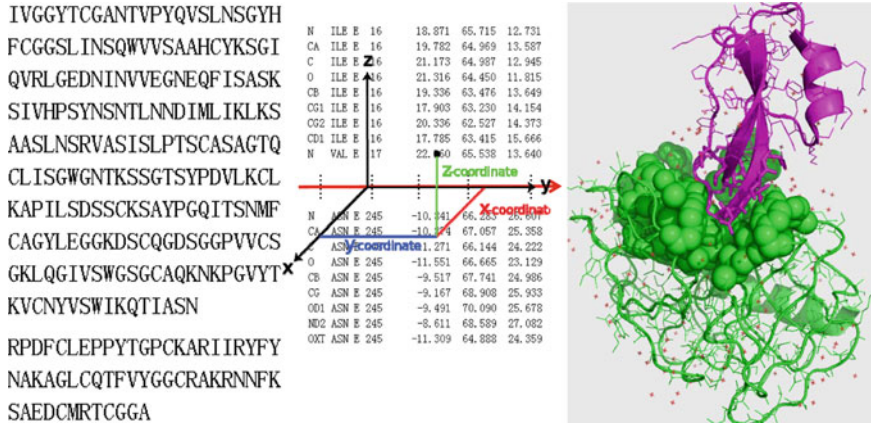 IVGGYTCGANTVPYQVSLNSGYH
FCGGSLINSQWVVSAAHCYKSGI
QVRLGEDNINVVEGNEQFISASK
SIVHPSYNSNTLNNDIMLIKLKS
AASLNSRVASISLPTSCASAGTQ
CLISGWGNTKSSGTSYPDVLKCL
KAPILSDSSCKSAYPGQITSNMF
CAGYLEGGKDSCQGDSGGPVVCS
GKLQGIVSWGSGCAQKNKPGVYT
KVCNYVSWIKQTIASN
RPDFCLEPPYTGPCKARIIRYFY
NAKAGLCQTFVYGGCRAKRNNFK
SAEDCMRTCGGA
N ILE E 16 18.871 65.715 12.731
CA ILE E 16 19.782 64.969 13.587
C ILE E 16 21.173 64.987 12.945
O ILE E 16 21.316 64.450 11.815
CB ILE E 16 19.336 63.476 13.649
CG1 ILE E 16 17.903 63.230 14.154
CG2 ILE E 16 20.336 62.527 14.373
CD1 ILE E 16 17.785 63.415 15.666
N VAL E 17 65.538 13.640
z
Z-coordinate
y
X-coordinate
N ASN E 245
CA ASN E 245 67.057 25.358
y-coordinate
ASN E 245 66.144 24.222
x
O ASN E 245 -11.551 66.665 23.129
CB ASN E 245 -9.517 67.741 24.986
CG ASN E 245 -9.167 68.908 25.933
OD1 ASN E 245 -9.491 70.090 25.678
ND2 ASN E 245 -8.611 68.589 27.082
OXT ASN E 245 -11.309 64.888 24.359